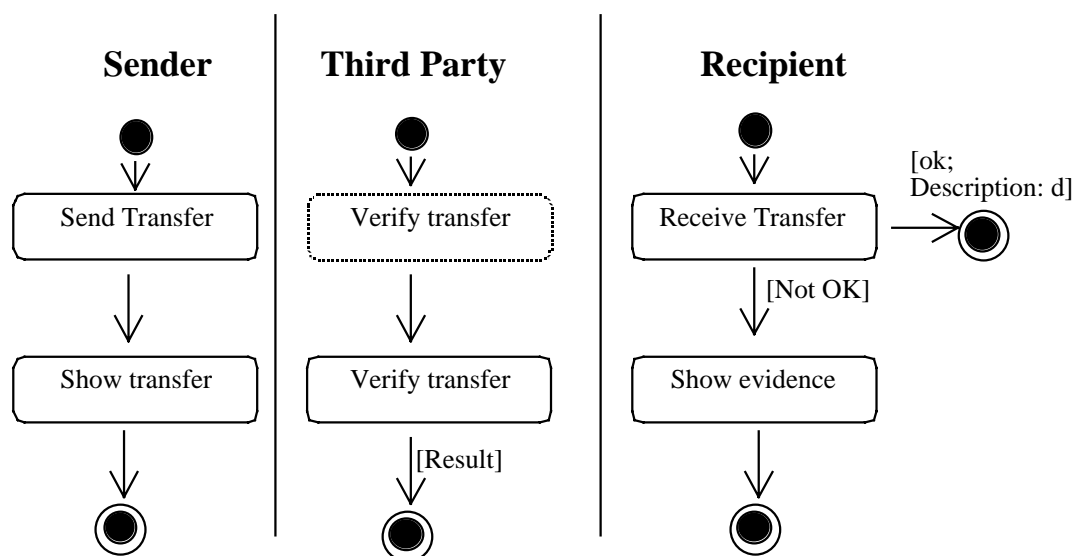 Sender
Third Party
Recipient
[ok;
Description: d]
Send Transfer
Verify transfer
Receive Transfer
[Not OK]
Show transfer
Verify transfer
Show evidence
[Result]